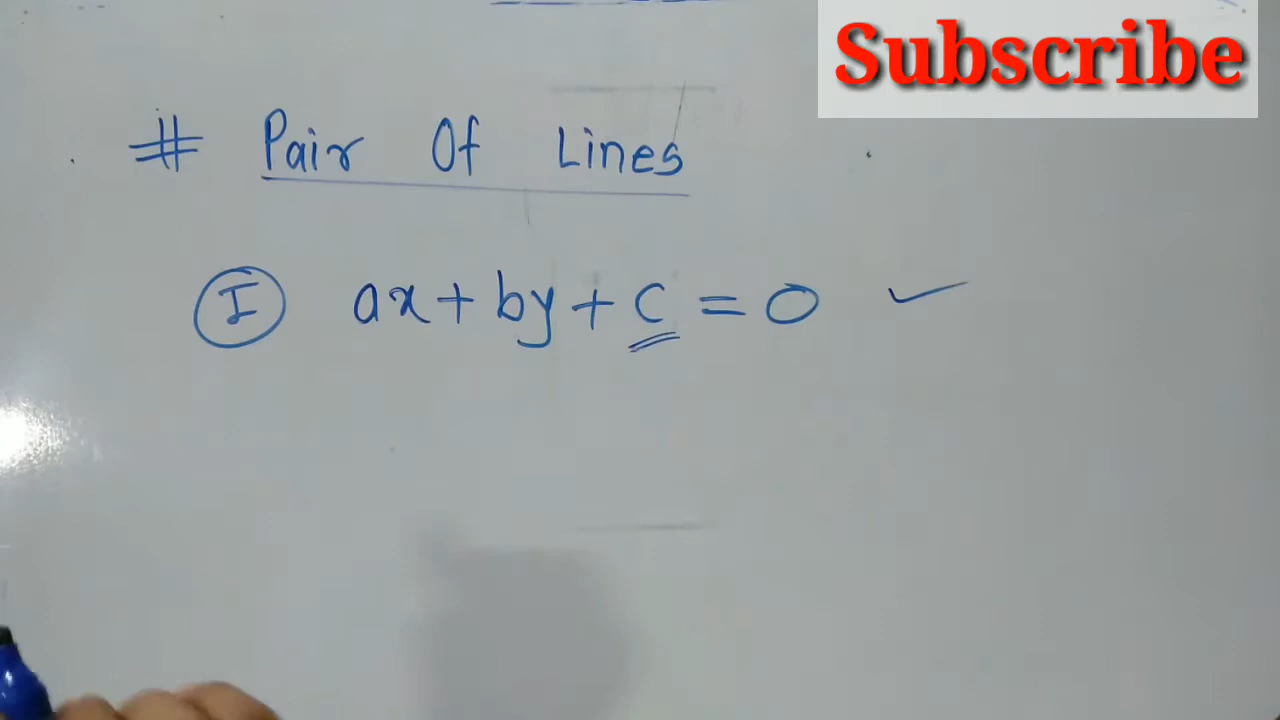 Subscribe
# Pair Of Lines
I ax + by + c = 0 ✓